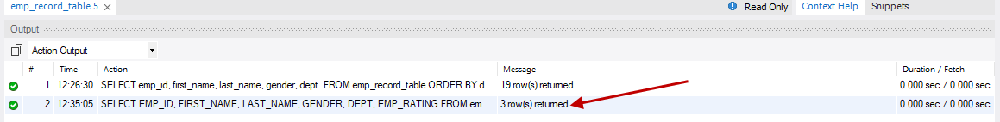 emp_record_table 5 Read Only Context Help Snippets
Output
Action Output
# Time Action Message Duration / Fetch
1 12:26:30 SELECT emp_id, first_name, last_name, gender, dept FROM emp_record_table ORDER BY d... 19 row(s) returned 0.000 sec / 0.000 sec
2 12:35:05 SELECT EMP_ID, FIRST_NAME, LAST_NAME, GENDER, DEPT, EMP_RATING FROM em... 3 row(s) returned 0.000 sec / 0.000 sec